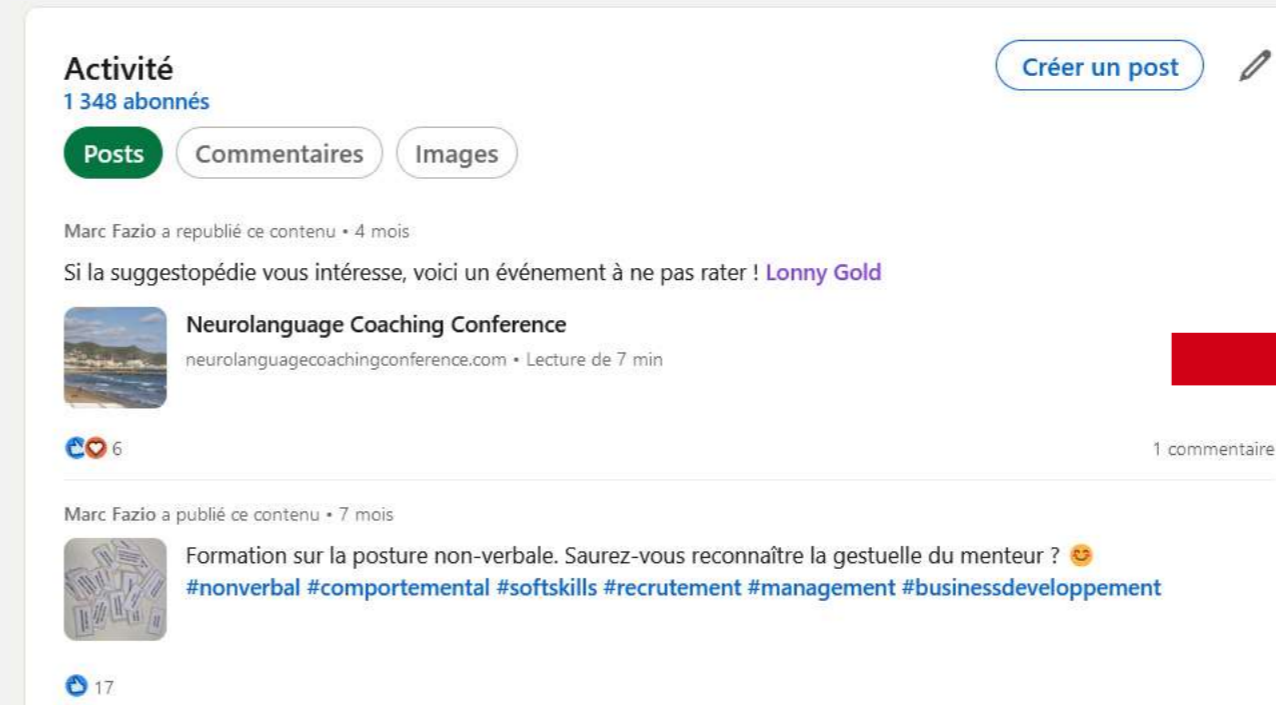 Activité
Créer un post
1 348 abonnés
Posts
Commentaires
Images
Marc Fazio a republié ce contenu • 4 mois
Si la suggestopédie vous intéresse, voici un événement à ne pas rater ! Lonny Gold
Neurolanguage Coaching Conference
neurolanguagecoachingconference.com • Lecture de 7 min
6
1 commentaire
Marc Fazio a publié ce contenu • 7 mois
Formation sur la posture non-verbale. Saurez-vous reconnaître la gestuelle du menteur ? 😊
#nonverbal #comportemental #softskills #recrutement #management #businessdeveloppement
17